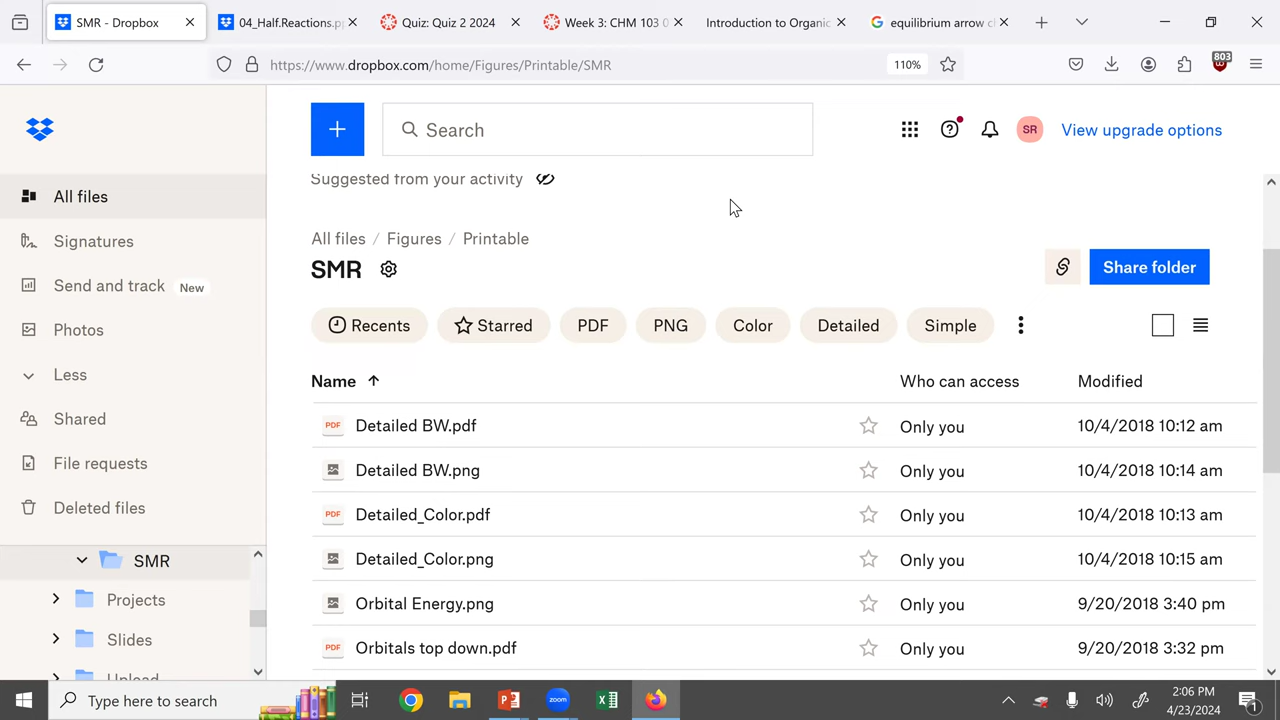 SMR - Dropbox
04_Half.Reactions.p
Quiz: Quiz 2 2024
Week 3: CHM 103 0
Introduction to Organic
equilibrium arrow c
https://www.dropbox.com/home/Figures/Printable/SMR
110%
803
Search
SR
View upgrade options
Suggested from your activity
All files
Signatures
Send and track New
Photos
Less
Shared
File requests
Deleted files
SMR
Projects
Slides
Upload
All files / Figures / Printable
SMR
Share folder
Recents
Starred
PDF
PNG
Color
Detailed
Simple
Name
Who can access
Modified
PDF Detailed BW.pdf Only you 10/4/2018 10:12 am
Detailed BW.png Only you 10/4/2018 10:14 am
PDF Detailed_Color.pdf Only you 10/4/2018 10:13 am
Detailed_Color.png Only you 10/4/2018 10:15 am
Orbital Energy.png Only you 9/20/2018 3:40 pm
PDF Orbitals top down.pdf Only you 9/20/2018 3:32 pm
Type here to search
zoom
2:06 PM
4/23/2024
1